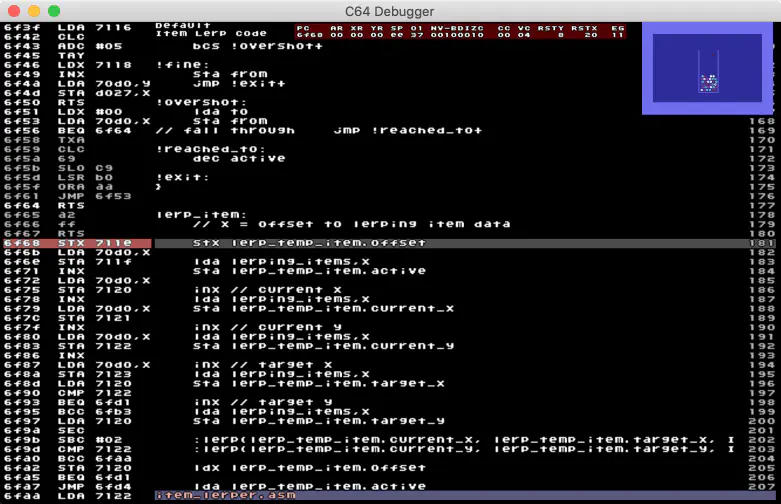 C64 Debugger
6f3f LDA 7116 Default PC AR XR YR SP 01 NV-BDIZC CC VC RSTY RSTX EG
6f42 CLC Item Lerp Code 6f68 00 00 00 ee 37 00100010 00 04 8 20 11
6f43 ADC #05 bcs !overshot+
6f45 TAY
6f46 LDX 7118 !fine:
6f49 INX sta from
6f4a LDA 70d0,y jmp !exit+
6f4d STA d027,X
6f50 RTS !overshot:
6f51 LDX #00 lda to
6f53 LDA 70d0,X sta from 168
6f56 BEQ 6f64 // fall through jmp !reached_to+ 169
6f58 TXA 170
6f59 CLC !reached_to: 171
6f5a 69 dec active 172
6f5b SLO c9 173
6f5d LSR b0 !exit: 174
6f5f ORA aa } 175
6f61 JMP 6f53 176
6f64 RTS 177
6f65 a2 lerp_item: 178
6f66 ff // X = offset to lerping item data 179
6f67 RTS 180
6f68 STX 711e stx lerp_temp_item.offset 181
6f6b LDA 70d0,X 182
6f6e STA 711f lda lerping_items,x 183
6f71 INX sta lerp_temp_item.active 184
6f72 LDA 70d0,X 185
6f75 STA 7120 inx // current x 186
6f78 INX lda lerping_items,x 187
6f79 LDA 70d0,X sta lerp_temp_item.current_x 188
6f7c STA 7121 189
6f7f INX inx // current y 190
6f80 LDA 70d0,X lda lerping_items,x 191
6f83 STA 7122 sta lerp_temp_item.current_y 192
6f86 INX 193
6f87 LDA 70d0,X inx // target x 194
6f8a STA 7123 lda lerping_items,x 195
6f8d LDA 7120 sta lerp_temp_item.target_x 196
6f90 CMP 7122 197
6f93 BEQ 6fd1 inx // target y 198
6f95 BCC 6fb3 lda lerping_items,x 199
6f97 LDA 7120 sta lerp_temp_item.target_y 200
6f9a SEC 201
6f9b SBC #02 :lerp(lerp_temp_item.current_x, lerp_temp_item.target_x, l 202
6f9d CMP 7122 :lerp(lerp_temp_item.current_y, lerp_temp_item.target_y, l 203
6fa0 BCC 6faa 204
6fa2 STA 7120 ldx lerp_temp_item.offset 205
6fa5 BEQ 6fd1 206
6fa7 JMP 6fd4 lda lerp_temp_item.active 207
6faa LDA 7122 item_lerper.asm